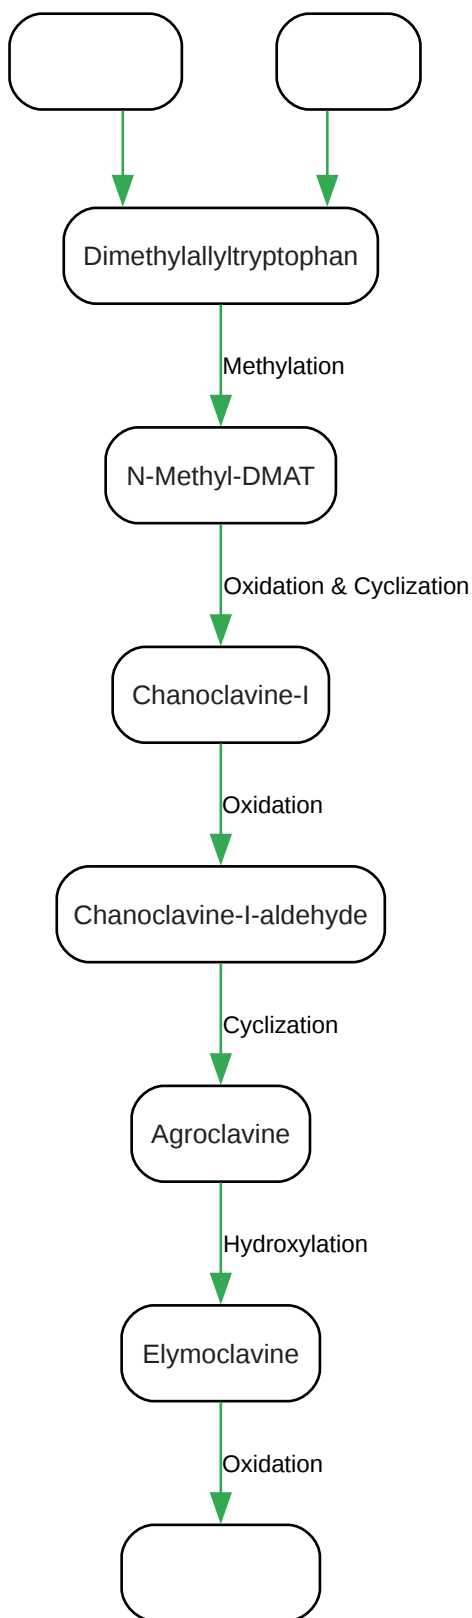 Dimethylallyltryptophan
Methylation
N-Methyl-DMAT
Oxidation & Cyclization
Chanoclavine-I
Oxidation
Chanoclavine-I-aldehyde
Cyclization
Agroclavine
Hydroxylation
Elymoclavine
Oxidation